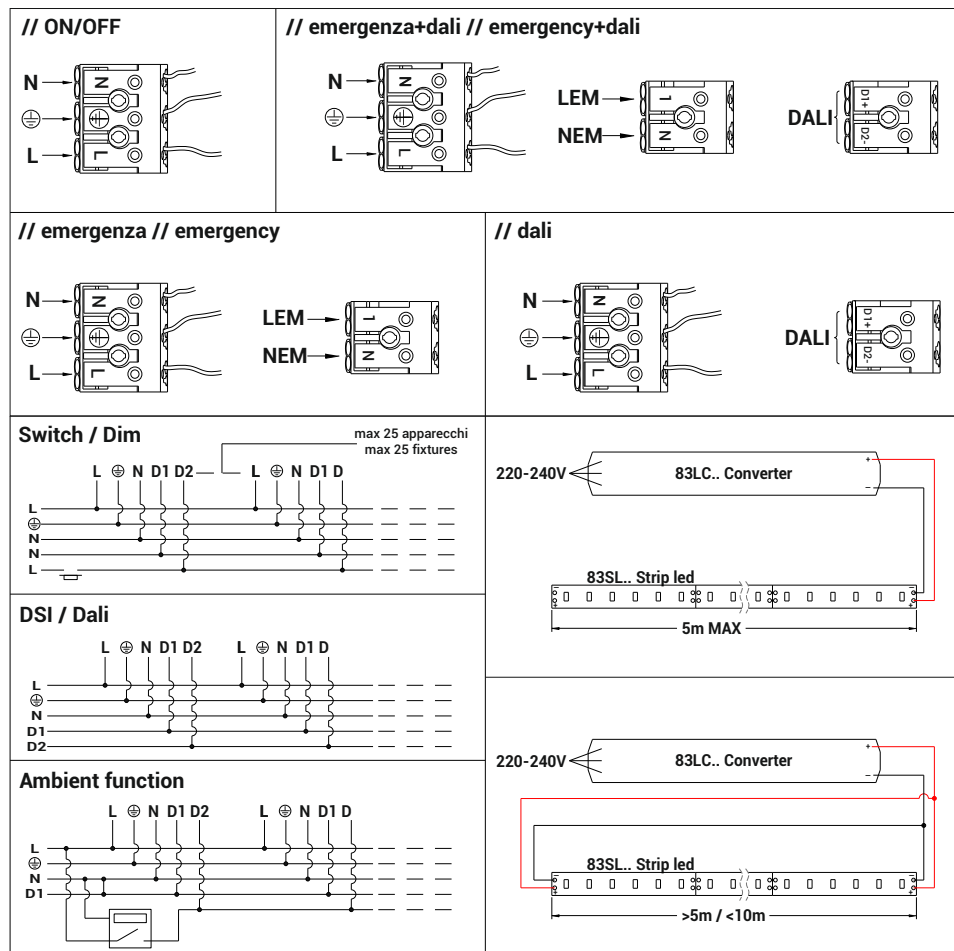 // ON/OFF
N
N
L
L
// emergenza+dali // emergency+dali
N
N
L
L
LEM
1
NEM
N
DALI
D1+
D2-
// emergenza // emergency
N
N
L
L
LEM
1
NEM
N
// dali
N
N
L
L
DALI
D1+
D2-
Switch / Dim
max 25 apparecchi
max 25 fixtures
L N D1 D2 L N D1 D
L
N
N
L
DSI / Dali
L N D1 D2 L N D1 D
L
N
D1
D2
Ambient function
L N D1 D2 L N D1 D
L
N
D1
220-240V
83LC.. Converter
+
–
83SL.. Strip led
–
+
–
+
5m MAX
220-240V
83LC.. Converter
+
–
83SL.. Strip led
–
+
–
+
>5m / <10m